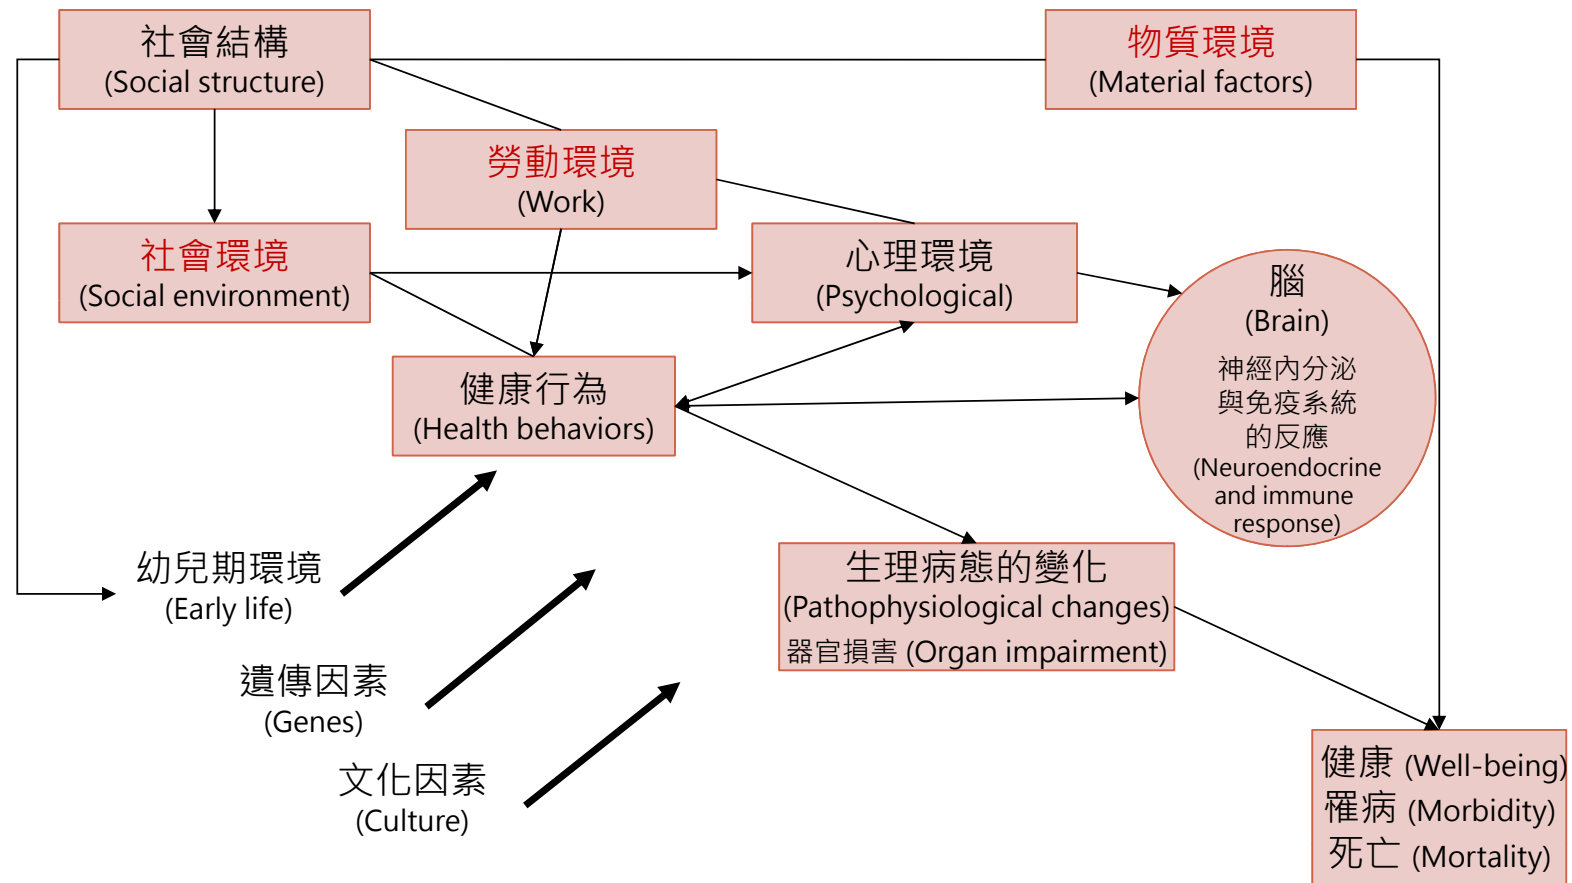 社會結構
(Social structure)
物質環境
(Material factors)
勞動環境
(Work)
社會環境
(Social environment)
心理環境
(Psychological)
腦
(Brain)
神經內分泌
與免疫系統
的反應
(Neuroendocrine
and immune
response)
健康行為
(Health behaviors)
幼兒期環境
(Early life)
生理病態的變化
(Pathophysiological changes)
器官損害 (Organ impairment)
遺傳因素
(Genes)
文化因素
(Culture)
健康 (Well-being)
罹病 (Morbidity)
死亡 (Mortality)